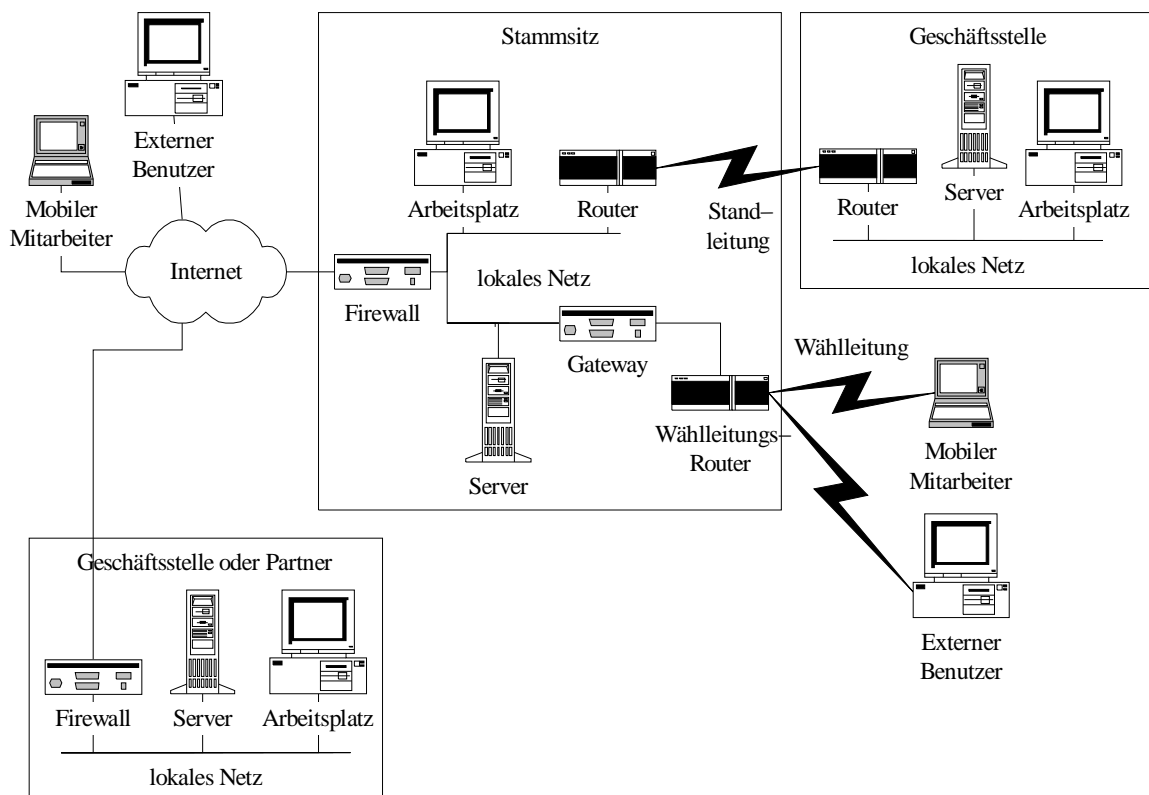 Stammsitz
Geschäftsstelle
Externer
Benutzer
Mobiler
Mitarbeiter
Internet
Arbeitsplatz
Router
Stand–
leitung
Router
Server
Arbeitsplatz
lokales Netz
Firewall
lokales Netz
Gateway
Server
Wählleitungs–
Router
Wählleitung
Mobiler
Mitarbeiter
Externer
Benutzer
Geschäftsstelle oder Partner
Firewall
Server
Arbeitsplatz
lokales Netz